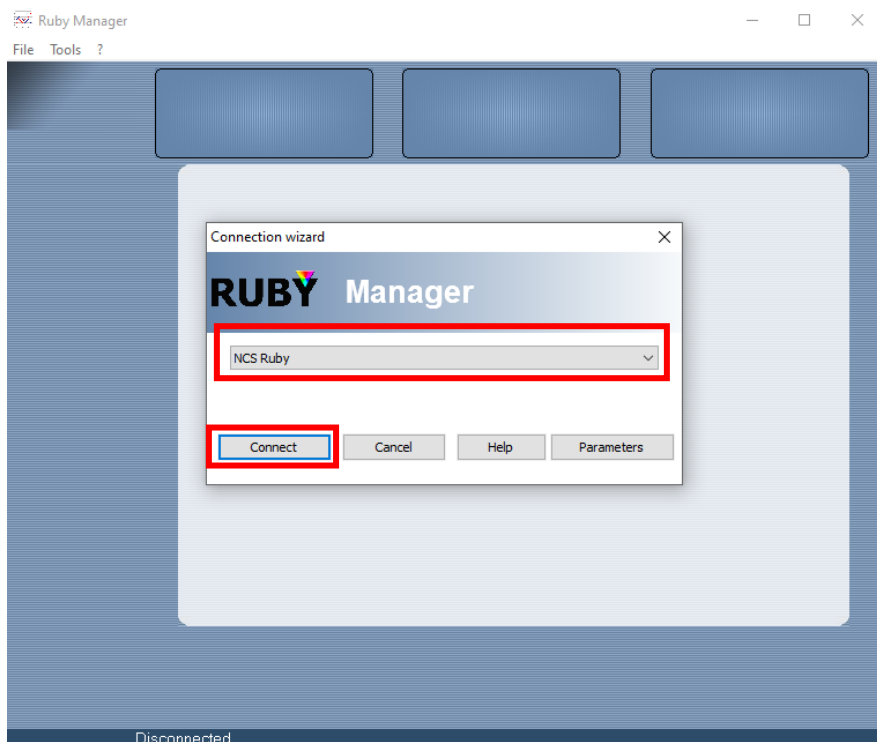 Ruby Manager
File Tools ?
Connection wizard
RUBY Manager
NCS Ruby
Connect Cancel Help Parameters
Disconnected